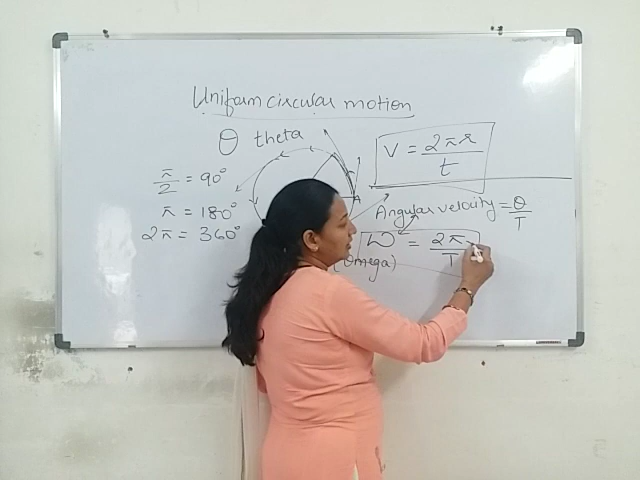 Uniform circular motion
θ theta
V = 2πr / t
π/2 = 90°
π = 180°
2π = 360°
A
Angular velocity = θ/T
ω = 2π/T
(Omega)